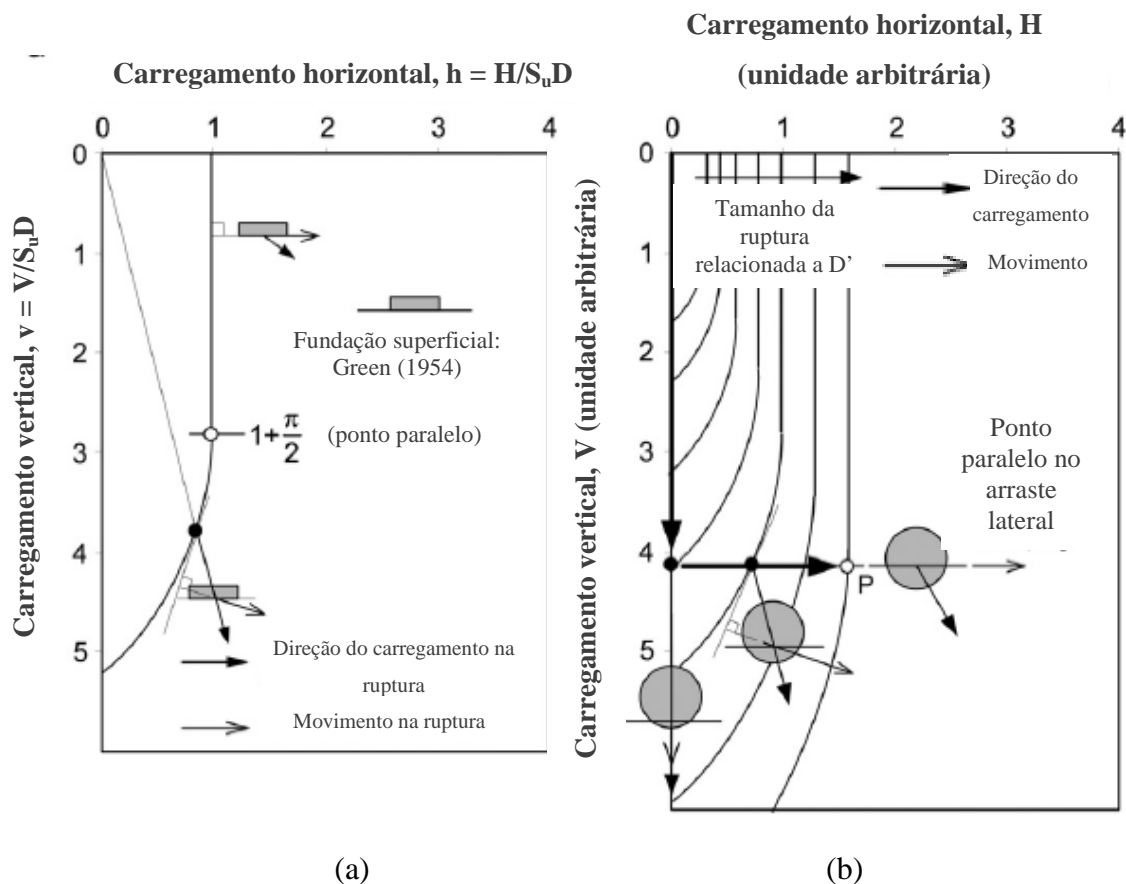 Carregamento horizontal, h = H/SuD
0 1 2 3 4
Carregamento vertical, v = V/SuD
0
1
2
3
4
5
Fundação superficial:
Green (1954)
1+π/2 (ponto paralelo)
Direção do carregamento na
ruptura
Movimento na ruptura
(a)
Carregamento horizontal, H
(unidade arbitrária)
0 1 2 3 4
Carregamento vertical, V (unidade arbitrária)
0
1
2
3
4
5
Tamanho da
ruptura
relacionada a D’
Direção do
carregamento
Movimento
Ponto
paralelo no
arraste
lateral
P
(b)